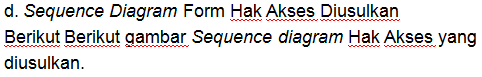 d. Sequence Diagram Form Hak Akses Diusulkan
Berikut Berikut gambar Sequence diagram Hak Akses yang
diusulkan.